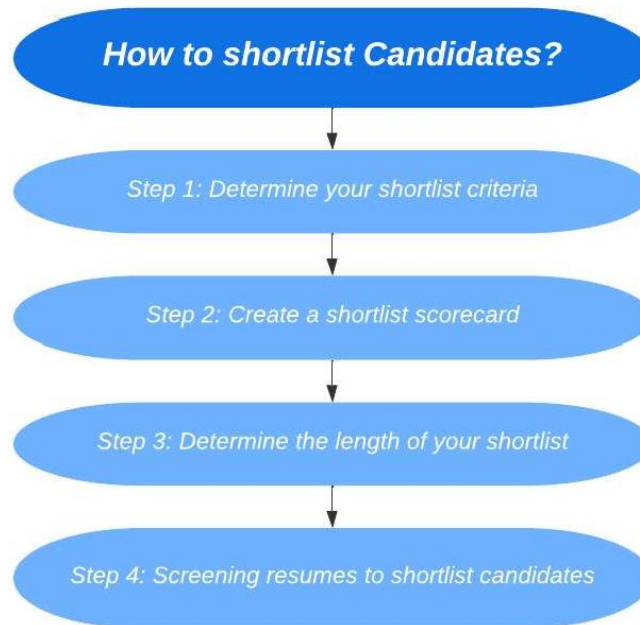 How to shortlist Candidates?
Step 1: Determine your shortlist criteria
Step 2: Create a shortlist scorecard
Step 3: Determine the length of your shortlist
Step 4: Screening resumes to shortlist candidates